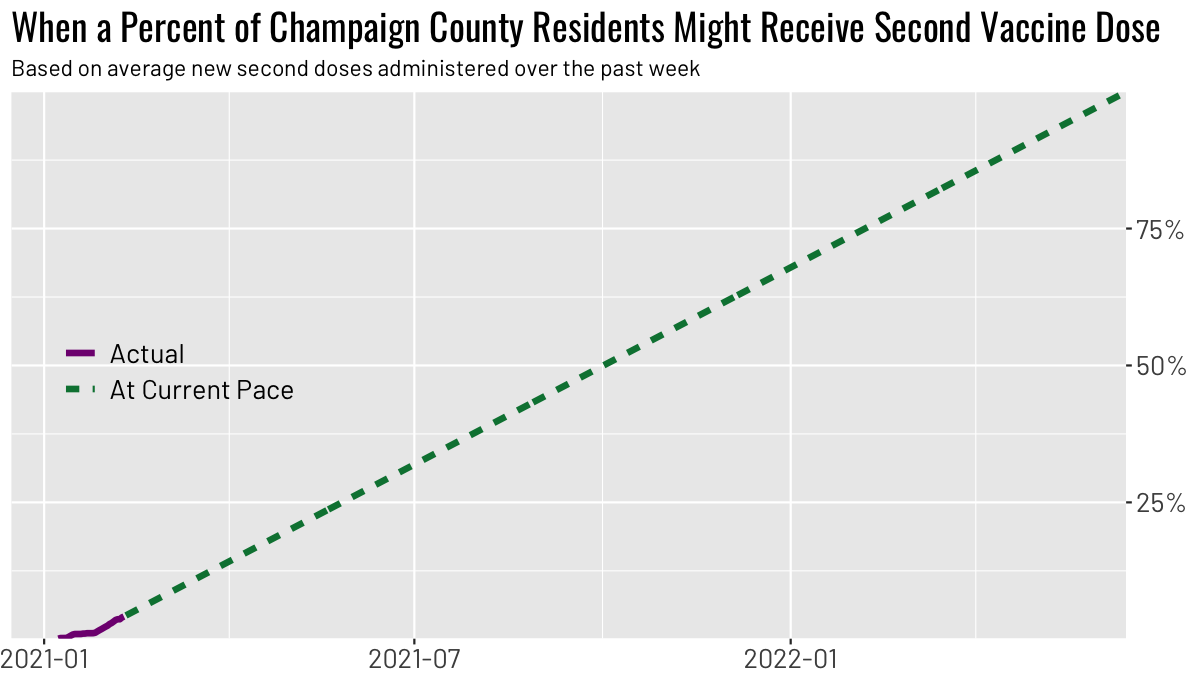 When a Percent of Champaign County Residents Might Receive Second Vaccine Dose
Based on average new second doses administered over the past week
75%
Actual
50%
At Current Pace
25%
2021-01
2021-07
2022-01